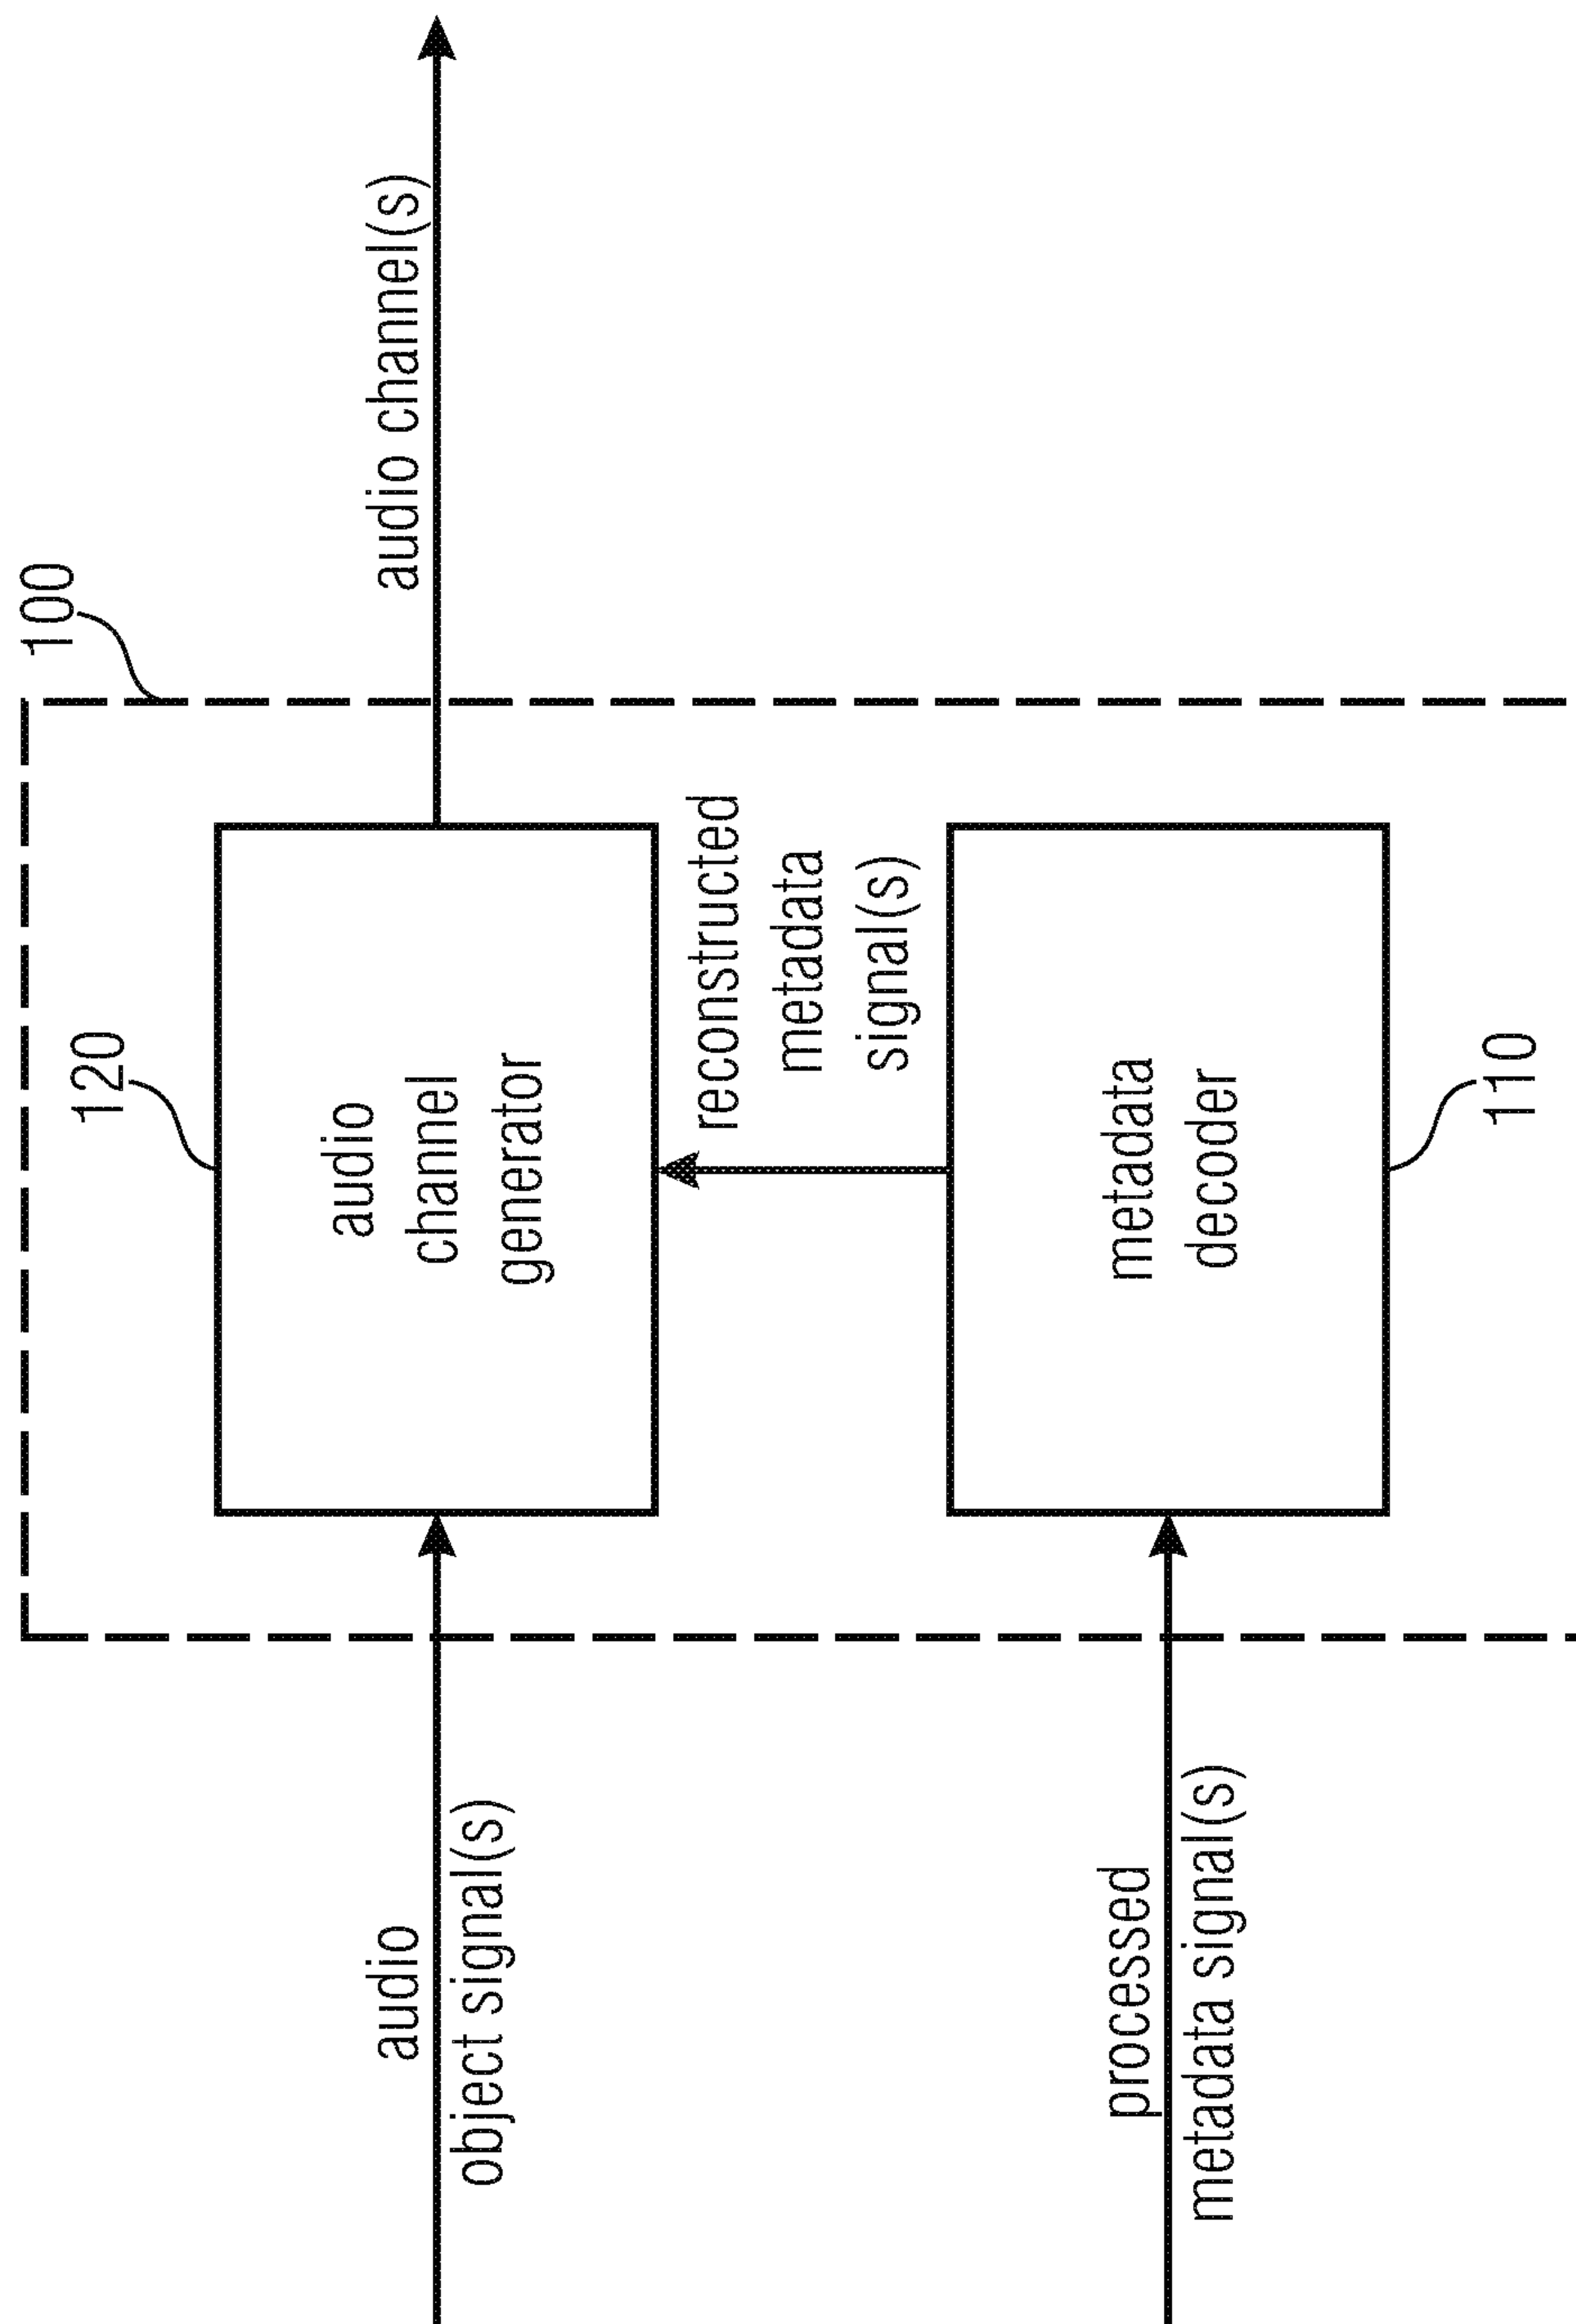 100
120
audio
channel
generator
audio channel(s)
audio
object signal(s)
reconstructed
metadata
signal(s)
metadata
decoder
processed
metadata signal(s)
110